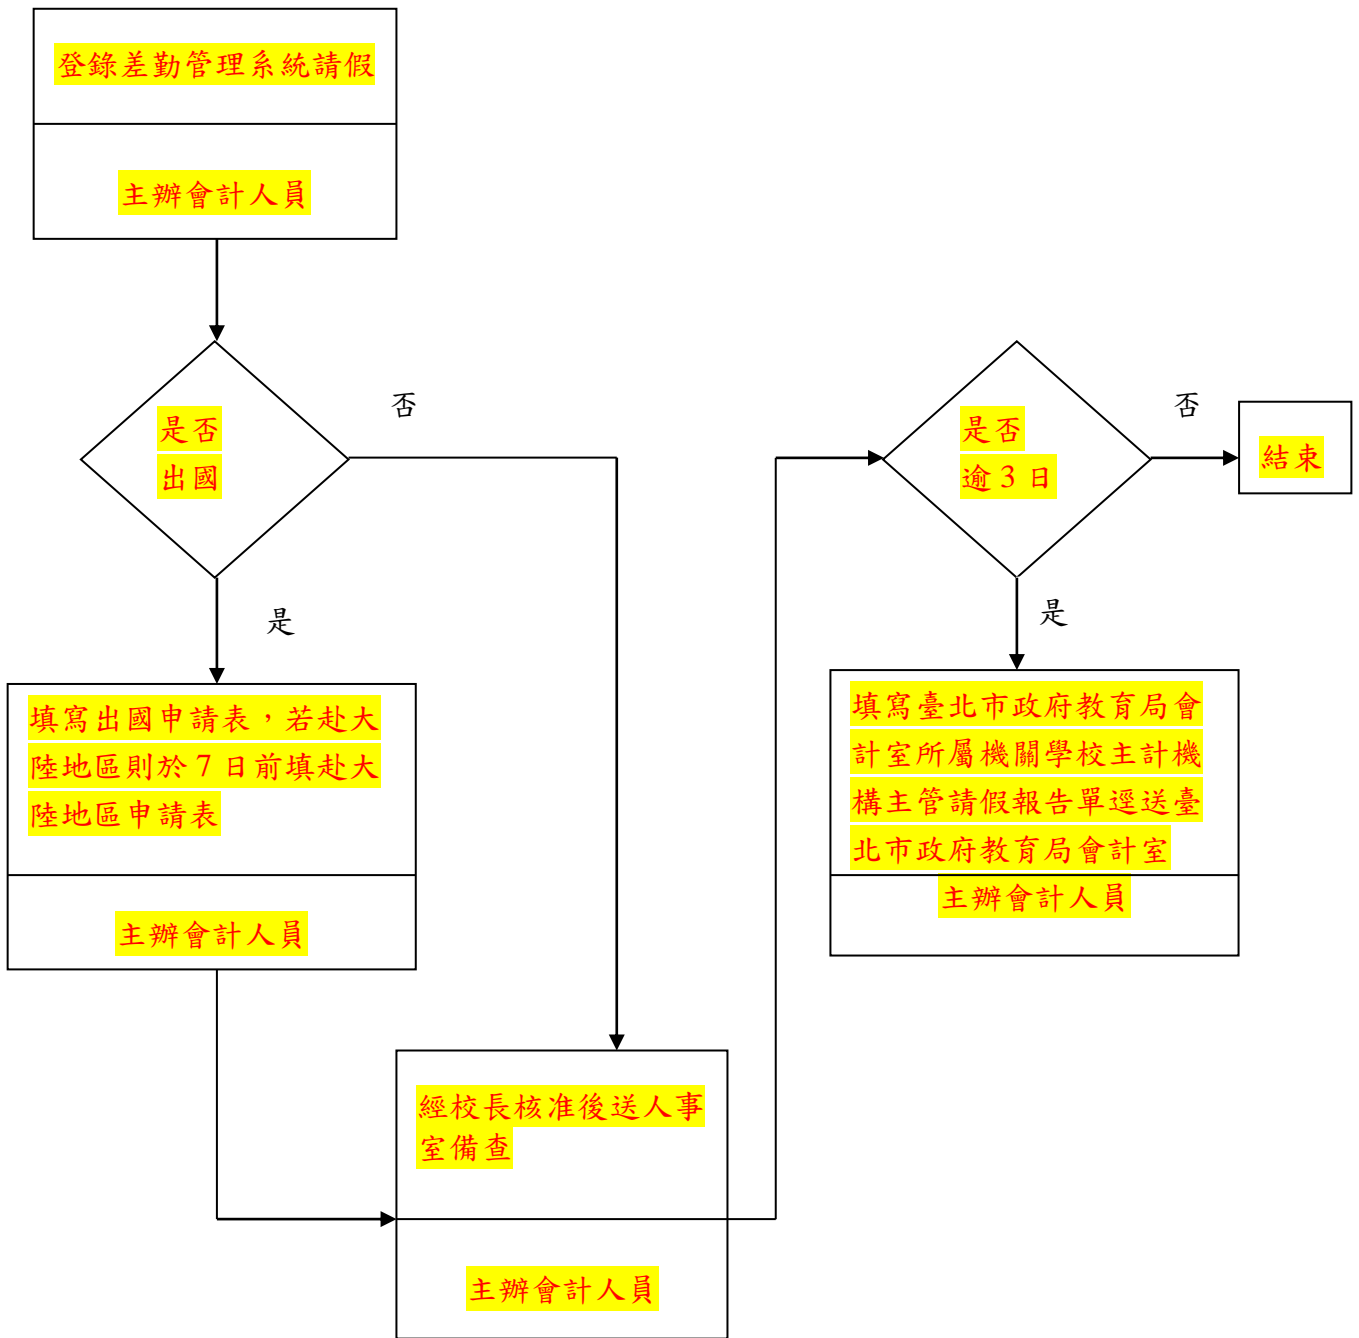 登錄差勤管理系統請假
主辦會計人員
是否
出國
否
是
填寫出國申請表，若赴大
陸地區則於7日前填赴大
陸地區申請表
主辦會計人員
經校長核准後送人事
室備查
主辦會計人員
是否
逾3日
否
結束
是
填寫臺北市政府教育局會
計室所屬機關學校主計機
構主管請假報告單逕送臺
北市政府教育局會計室
主辦會計人員